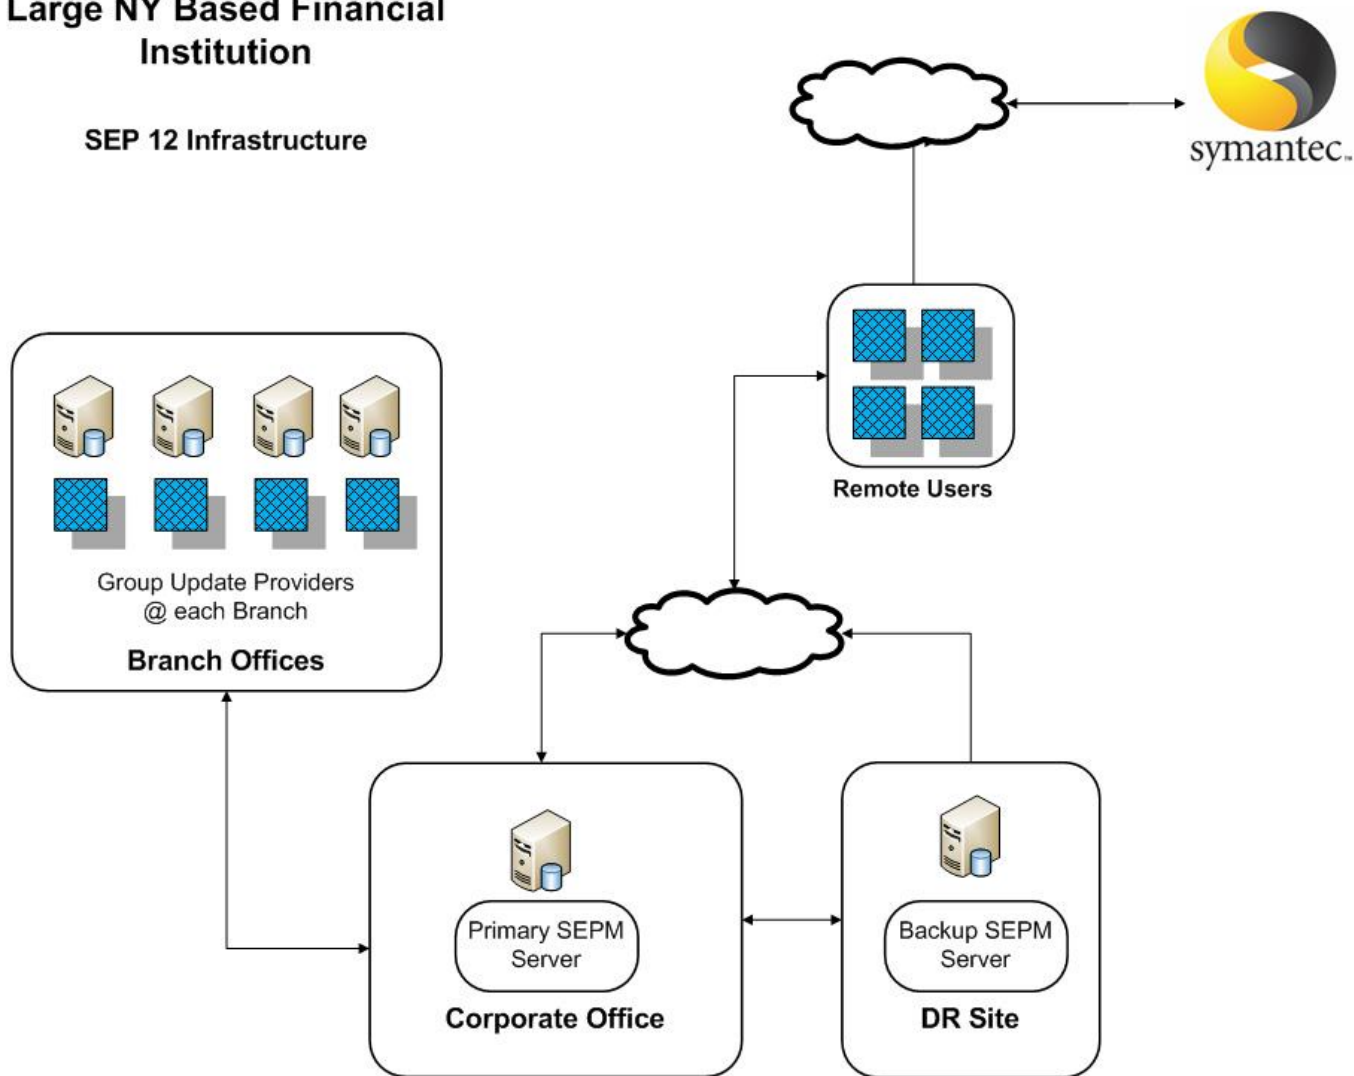 Large NY Based Financial
Institution
SEP 12 Infrastructure
symantec™
Remote Users
Group Update Providers
@ each Branch
Branch Offices
Primary SEPM
Server
Corporate Office
Backup SEPM
Server
DR Site